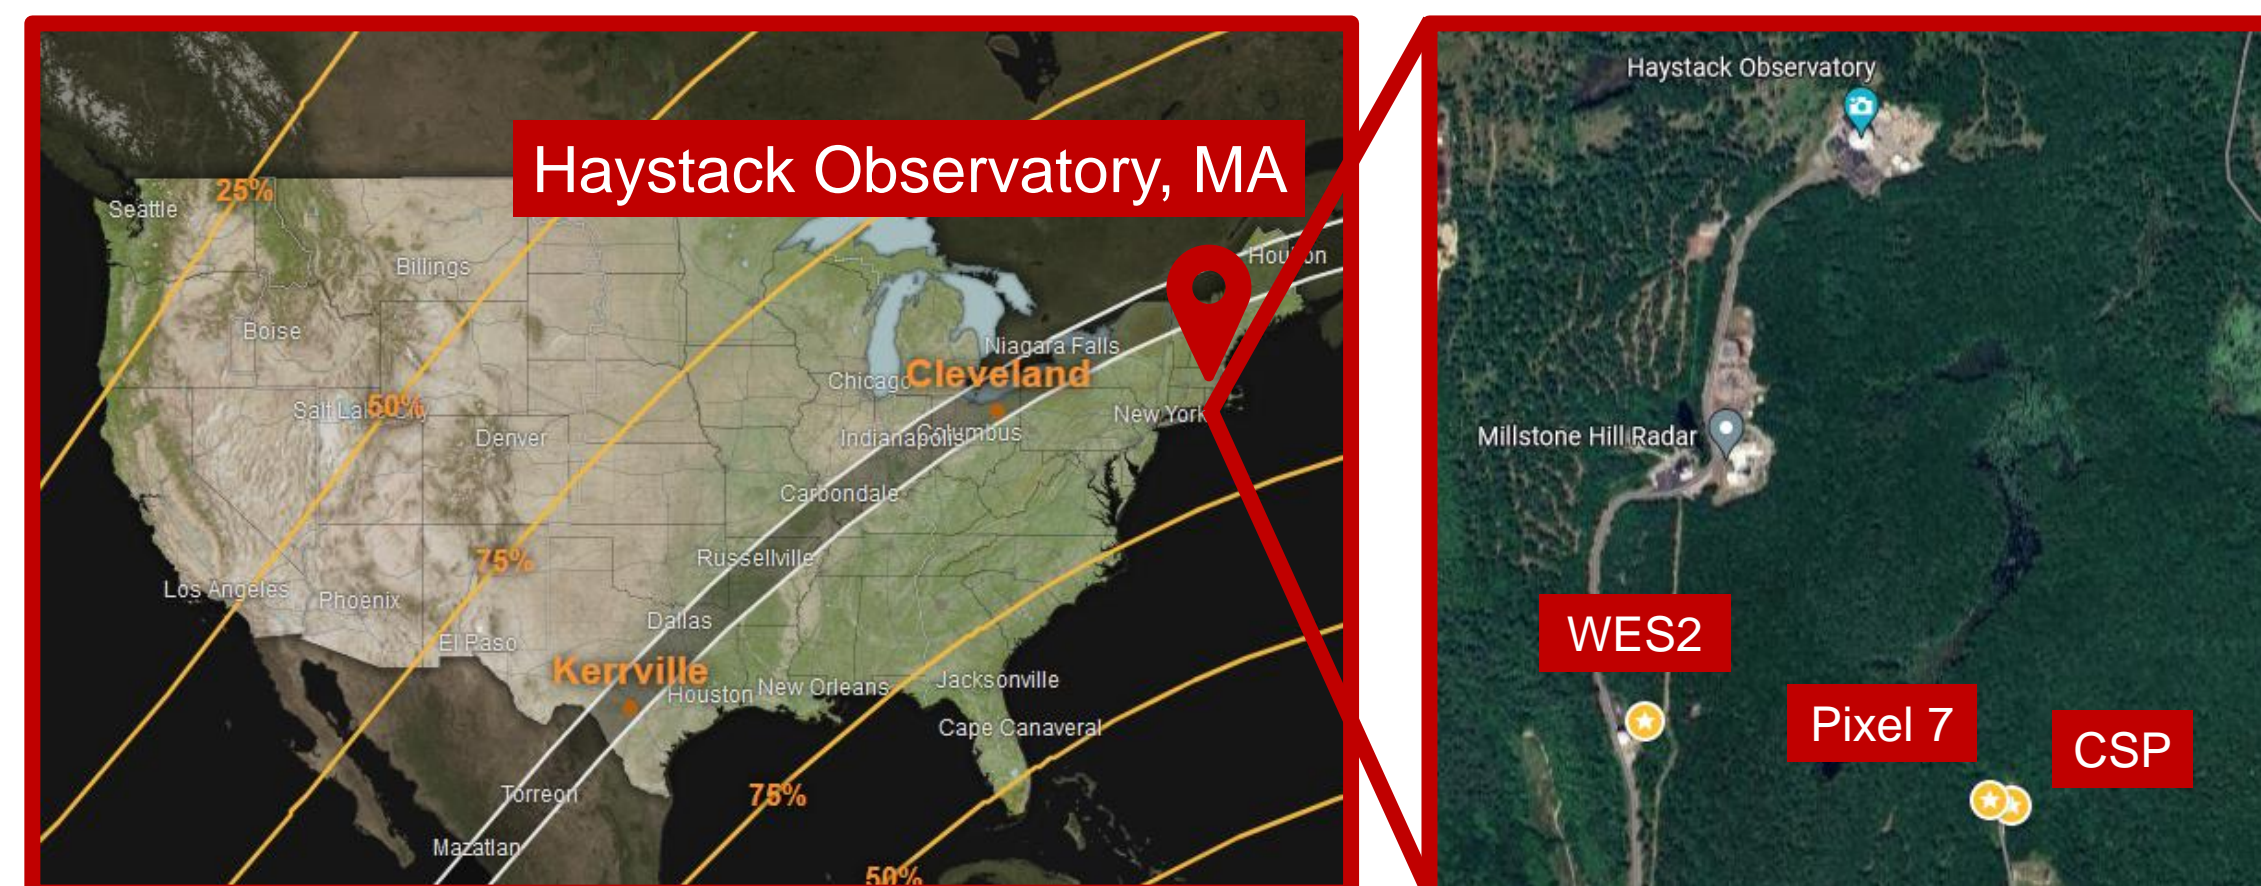 Haystack Observatory, MA
25%
Seattle
Billings
Houlton
Boise
Niagara Falls
Cleveland
Chicago
Salt Lake City
50%
New York
Denver
Indianapolis
Columbus
Carbondale
75%
Russellville
Los Angeles
Phoenix
Dallas
El Paso
Kerrville
Houston
New Orleans
Jacksonville
Cape Canaveral
Torreon
75%
Mazatlan
50%
Haystack Observatory
Millstone Hill Radar
WES2
Pixel 7
CSP